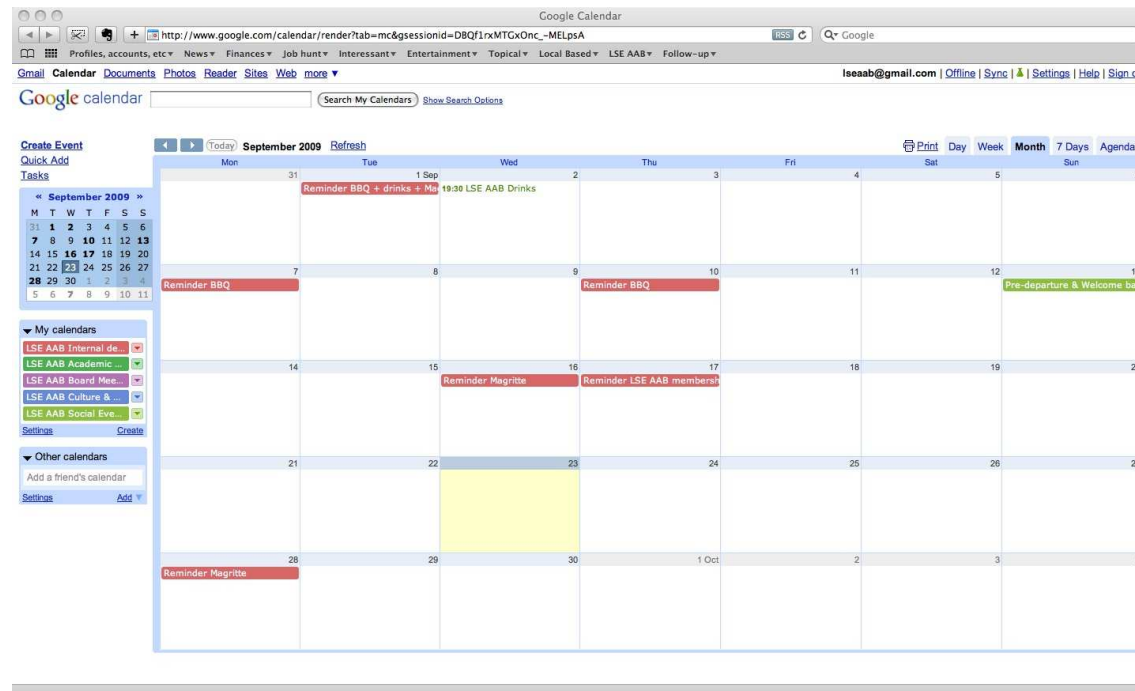 Google Calendar
http://www.google.com/calendar/render?tab=mc&gsessionid=DBQf1rxMTGxOnc_-MELpsA RSS Google
Profiles, accounts, etc News Finances Job hunt Interessant Entertainment Topical Local Based LSE AAB Follow-up
Gmail Calendar Documents Photos Reader Sites Web more ▼ lseaab@gmail.com | Offline | Sync | Settings | Help | Sign
Google calendar Search My Calendars Show Search Options
Create Event
Quick Add
Tasks
« September 2009 »
M T W T F S S
31 1 2 3 4 5 6
7 8 9 10 11 12 13
14 15 16 17 18 19 20
21 22 23 24 25 26 27
28 29 30 1 2 3 4
5 6 7 8 9 10 11
My calendars
LSE AAB Internal de...
LSE AAB Academic ...
LSE AAB Board Mee...
LSE AAB Culture & ...
LSE AAB Social Eve...
Settings Create
Other calendars
Add a friend's calendar
Settings Add
Today September 2009 Refresh Print Day Week Month 7 Days Agenda
Mon Tue Wed Thu Fri Sat Sun
31 1 Sep 2 3 4 5
Reminder BBQ + drinks + Ma 19:30 LSE AAB Drinks
7 8 9 10 11 12 1
Reminder BBQ Reminder BBQ Pre-departure & Welcome ba
14 15 16 17 18 19 2
Reminder Magritte Reminder LSE AAB membersh
21 22 23 24 25 26 2
28 29 30 1 Oct 2 3
Reminder Magritte